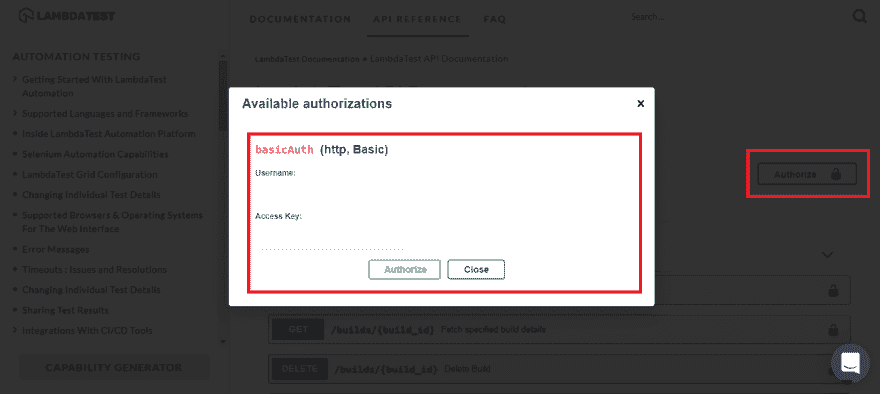 LAMBDATEST
DOCUMENTATION API REFERENCE FAQ
Search ...
AUTOMATION TESTING
Getting Started With LambdaTest
Automation
Supported Languages and Frameworks
Inside LambdaTest Automation Platform
Selenium Automation Capabilities
LambdaTest Grid Configuration
Changing Individual Test Details
Supported Browsers & Operating Systems
For The Web Interface
Error Messages
Timeouts: Issues and Resolutions
Changing Individual Test Details
Sharing Test Results
Integrations With CI/CD Tools
CAPABILITY GENERATOR
LambdaTest Documentation • LambdaTest API Documentation
Available authorizations x
basicAuth (http, Basic)
Username:
Access Key:
Authorize Close
Authorize
GET /builds/{build_id} Fetch specified build details
DELETE /builds/{build_id} Delete Build